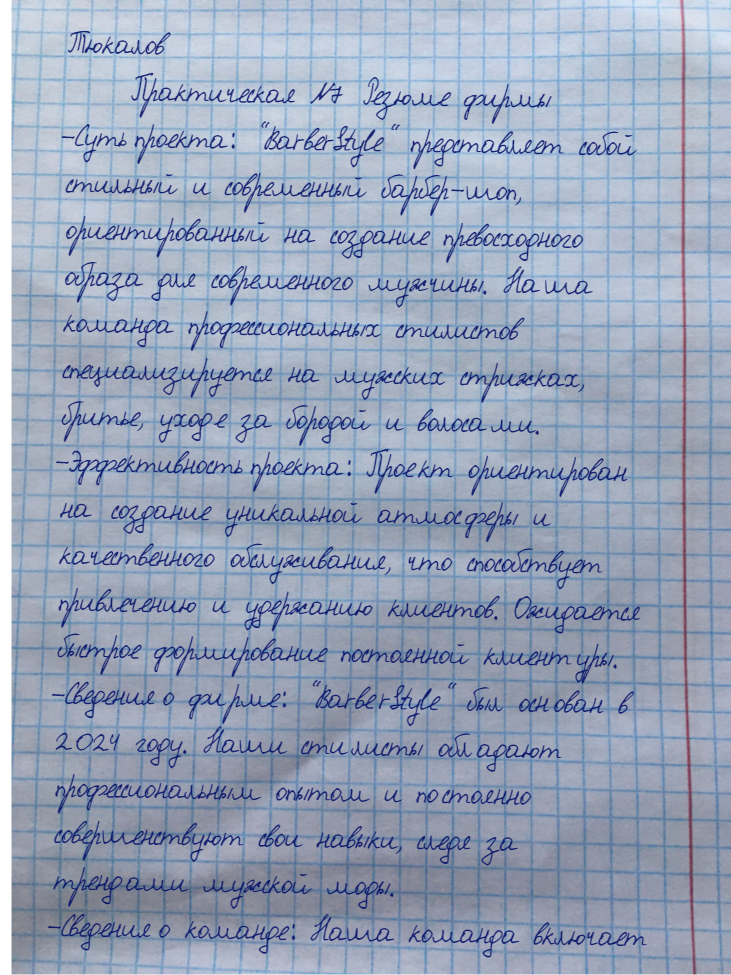 Тюкалов
Практическая №7 Резюме фирмы
-Суть проекта: "BarberStyle" представляет собой
стильный и современный барбер-шоп,
ориентированный на создание превосходного
образа для современного мужчины. Наша
команда профессиональных стилистов
специализируется на мужских стрижках,
бритье, уходе за бородой и волосами.
-Эффективность проекта: Проект ориентирован
на создание уникальной атмосферы и
качественного обслуживания, что способствует
привлечению и удержанию клиентов. Ожидается
быстрое формирование постоянной клиентуры.
-Сведения о фирме: "BarberStyle" был основан в
2024 году. Наши стилисты обладают
профессиональным опытом и постоянно
совершенствуют свои навыки, следя за
трендами мужской моды.
-Сведения о команде: Наша команда включает